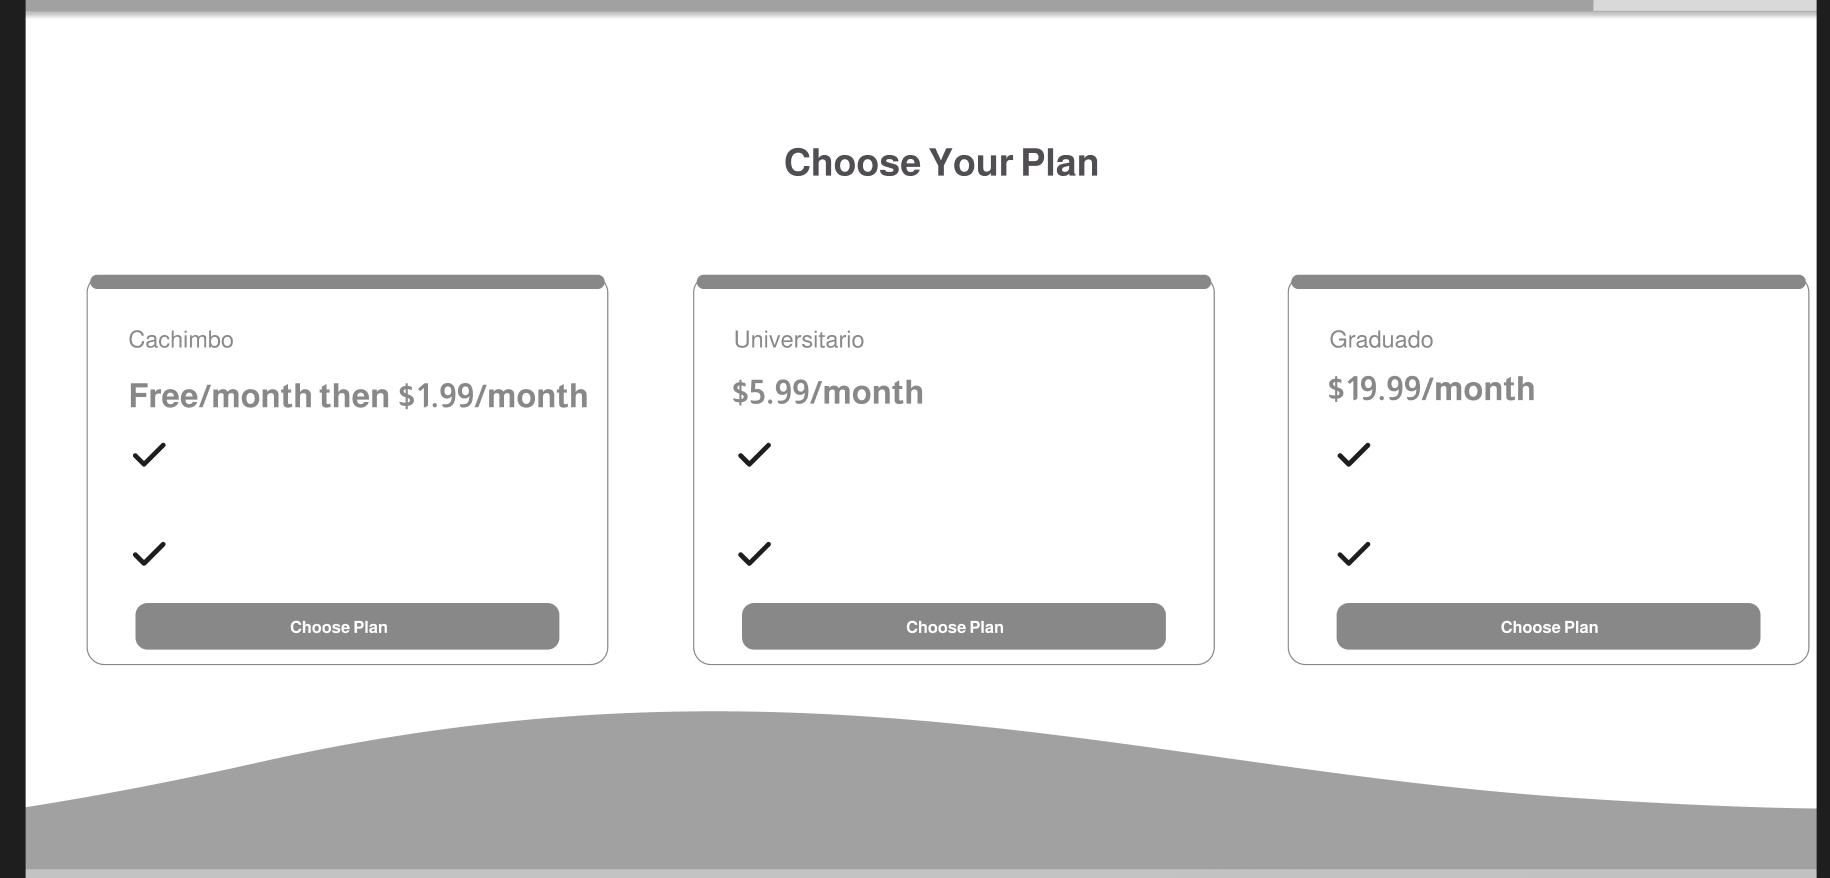 Choose Your Plan
Cachimbo
Free/month then $1.99/month
Choose Plan
Universitario
$5.99/month
Choose Plan
Graduado
$19.99/month
Choose Plan